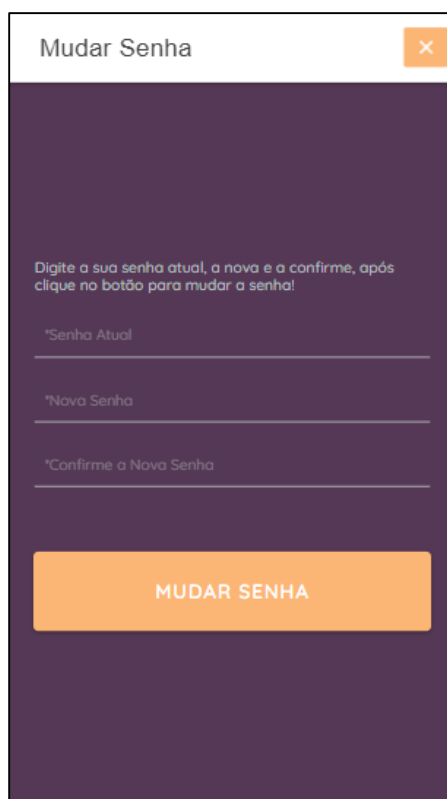 Mudar Senha
Digite a sua senha atual, a nova e a confirme, após
clique no botão para mudar a senha!
*Senha Atual
*Nova Senha
*Confirme a Nova Senha
MUDAR SENHA